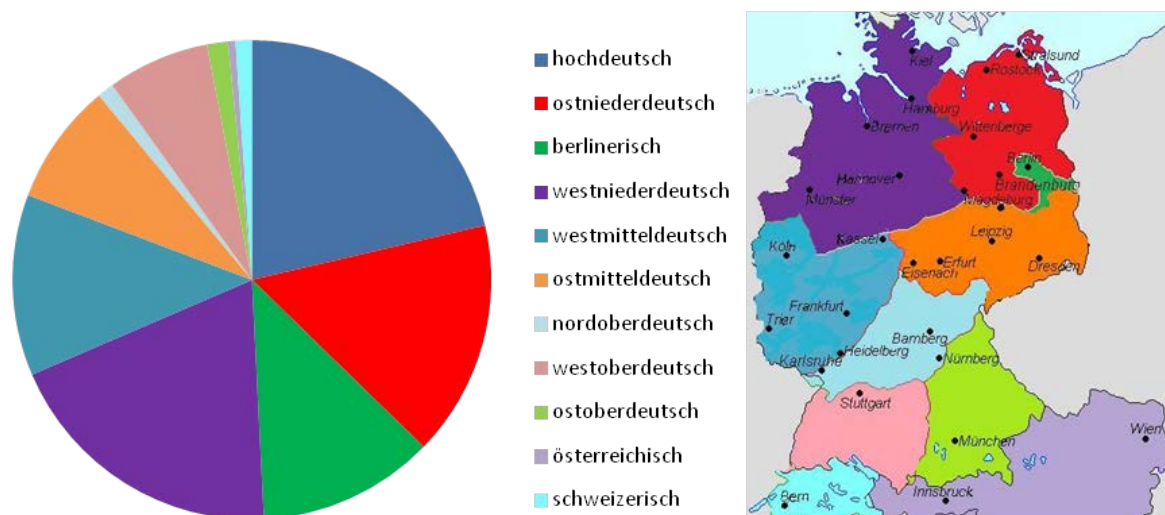 hochdeutsch
ostniederdeutsch
berlinerisch
westniederdeutsch
westmitteldeutsch
ostmitteldeutsch
nordoberdeutsch
westoberdeutsch
ostoberdeutsch
österreichisch
schweizerisch
Kiel
Stralsund
Rostock
Hamburg
Bremen
Wittenberge
Berlin
Hannover
Brandenburg
Münster
Magdeburg
Kassel
Leipzig
Köln
Eisenach
Erfurt
Dresden
Frankfurt
Trier
Bamberg
Heidelberg
Karlsruhe
Nürnberg
Stuttgart
München
Wien
Innsbruck
Bern